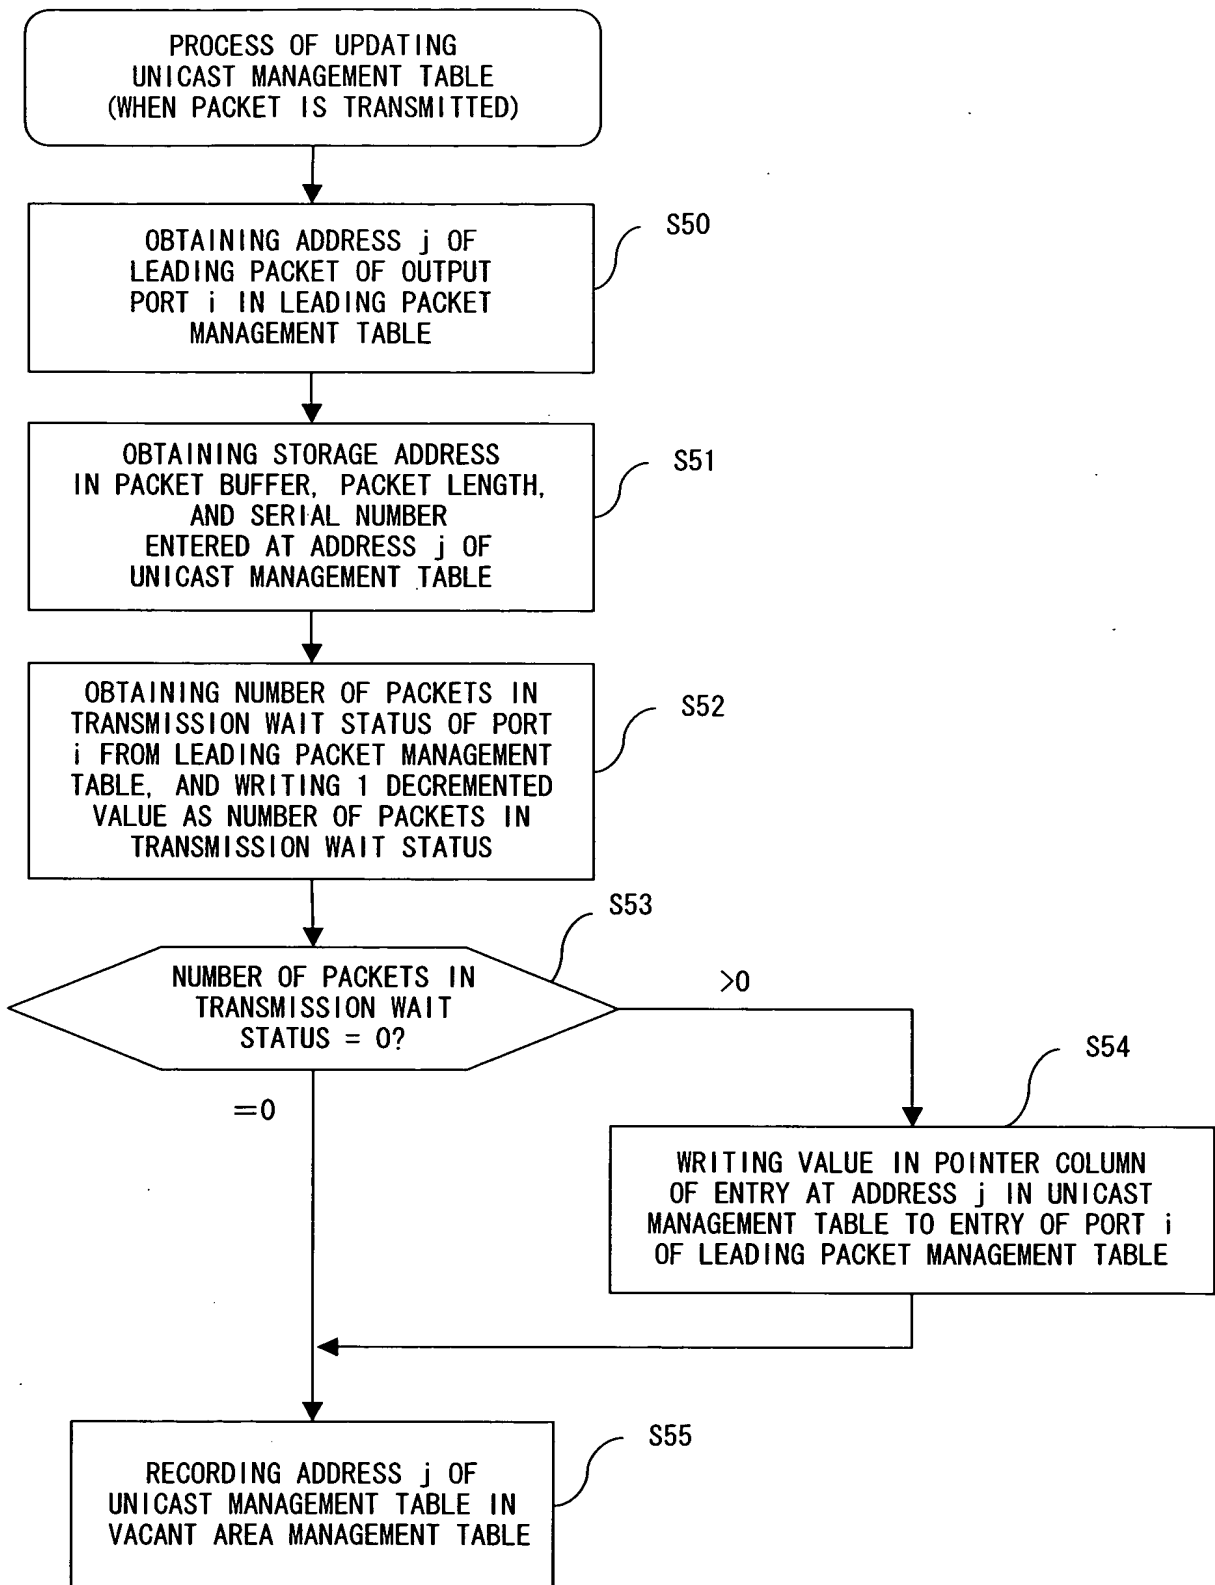 PROCESS OF UPDATING
UNICAST MANAGEMENT TABLE
(WHEN PACKET IS TRANSMITTED)
S50
OBTAINING ADDRESS j OF
LEADING PACKET OF OUTPUT
PORT i IN LEADING PACKET
MANAGEMENT TABLE
S51
OBTAINING STORAGE ADDRESS
IN PACKET BUFFER, PACKET LENGTH,
AND SERIAL NUMBER
ENTERED AT ADDRESS j OF
UNICAST MANAGEMENT TABLE
S52
OBTAINING NUMBER OF PACKETS IN
TRANSMISSION WAIT STATUS OF PORT
i FROM LEADING PACKET MANAGEMENT
TABLE, AND WRITING 1 DECREMENTED
VALUE AS NUMBER OF PACKETS IN
TRANSMISSION WAIT STATUS
S53
NUMBER OF PACKETS IN
TRANSMISSION WAIT
STATUS = 0?
>0
=0
S54
WRITING VALUE IN POINTER COLUMN
OF ENTRY AT ADDRESS j IN UNICAST
MANAGEMENT TABLE TO ENTRY OF PORT i
OF LEADING PACKET MANAGEMENT TABLE
S55
RECORDING ADDRESS j OF
UNICAST MANAGEMENT TABLE IN
VACANT AREA MANAGEMENT TABLE